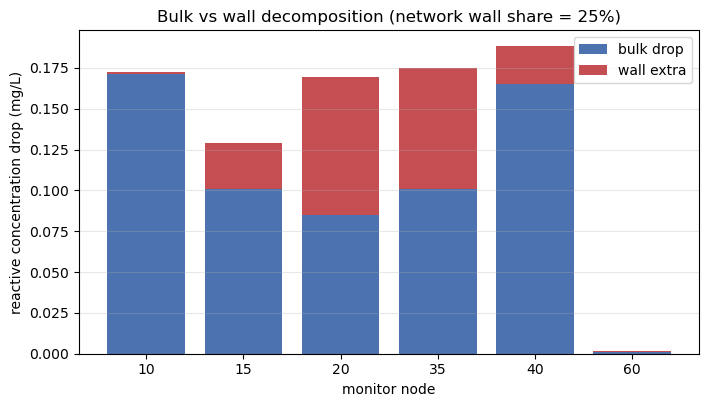 Bulk vs wall decomposition (network wall share = 25%)
reactive concentration drop (mg/L)
0.175
0.150
0.125
0.100
0.075
0.050
0.025
0.000
bulk drop
wall extra
10 15 20 35 40 60
monitor node